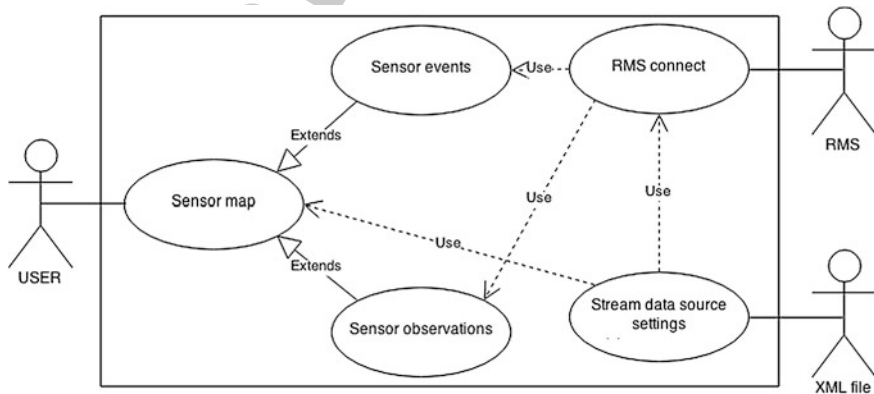 Sensor events
Use
RMS connect
RMS
Extends
Sensor map
Use
Use
USER
Use
Extends
Sensor observations
Stream data source
settings
XML file